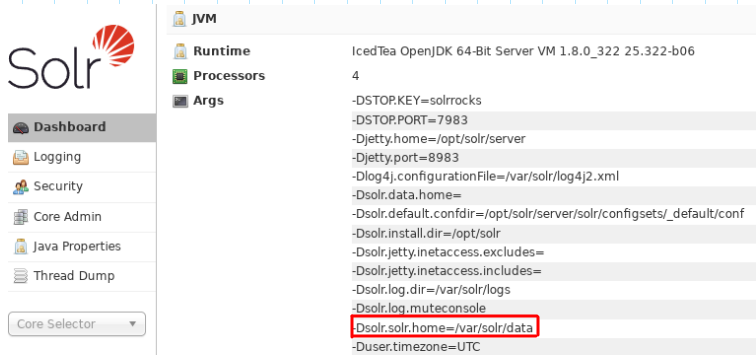 Solr
Dashboard
Logging
Security
Core Admin
Java Properties
Thread Dump
Core Selector
JVM
Runtime IcedTea OpenJDK 64-Bit Server VM 1.8.0_322 25.322-b06
Processors 4
Args -DSTOP.KEY=solrrocks
-DSTOP.PORT=7983
-Djetty.home=/opt/solr/server
-Djetty.port=8983
-Dlog4j.configurationFile=/var/solr/log4j2.xml
-Dsolr.data.home=
-Dsolr.default.confdir=/opt/solr/server/solr/configsets/_default/conf
-Dsolr.install.dir=/opt/solr
-Dsolr.jetty.inetaccess.excludes=
-Dsolr.jetty.inetaccess.includes=
-Dsolr.log.dir=/var/solr/logs
-Dsolr.log.muteconsole
-Dsolr.solr.home=/var/solr/data
-Duser.timezone=UTC